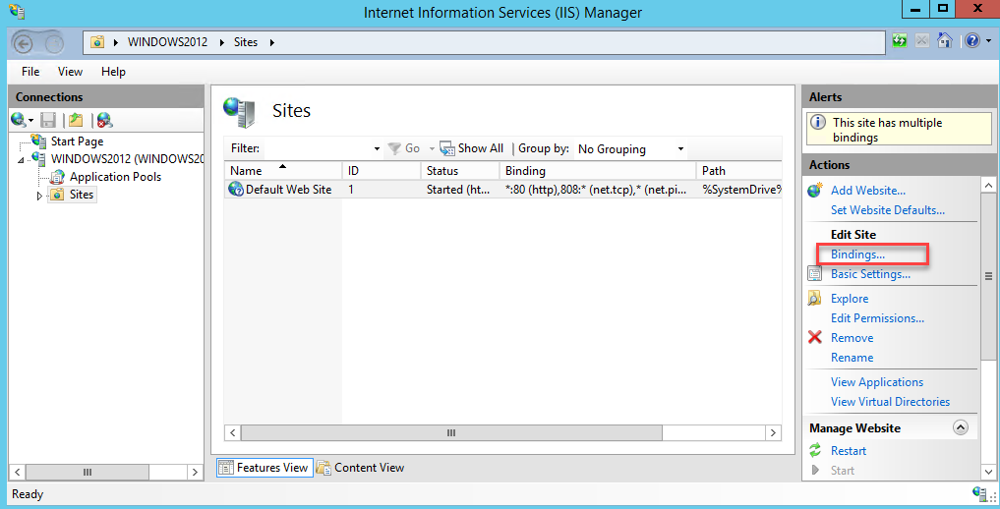 Internet Information Services (IIS) Manager
WINDOWS2012 Sites
File View Help
Connections
Start Page
WINDOWS2012 (WINDOWS20
Application Pools
Sites
Sites
Filter: Go Show All Group by: No Grouping
Name ID Status Binding Path
Default Web Site 1 Started (ht... *:80 (http),808:* (net.tcp),* (net.pi... %SystemDrive%
Features View Content View
Alerts
This site has multiple
bindings
Actions
Add Website...
Set Website Defaults...
Edit Site
Bindings...
Basic Settings...
Explore
Edit Permissions...
Remove
Rename
View Applications
View Virtual Directories
Manage Website
Restart
Start
Ready